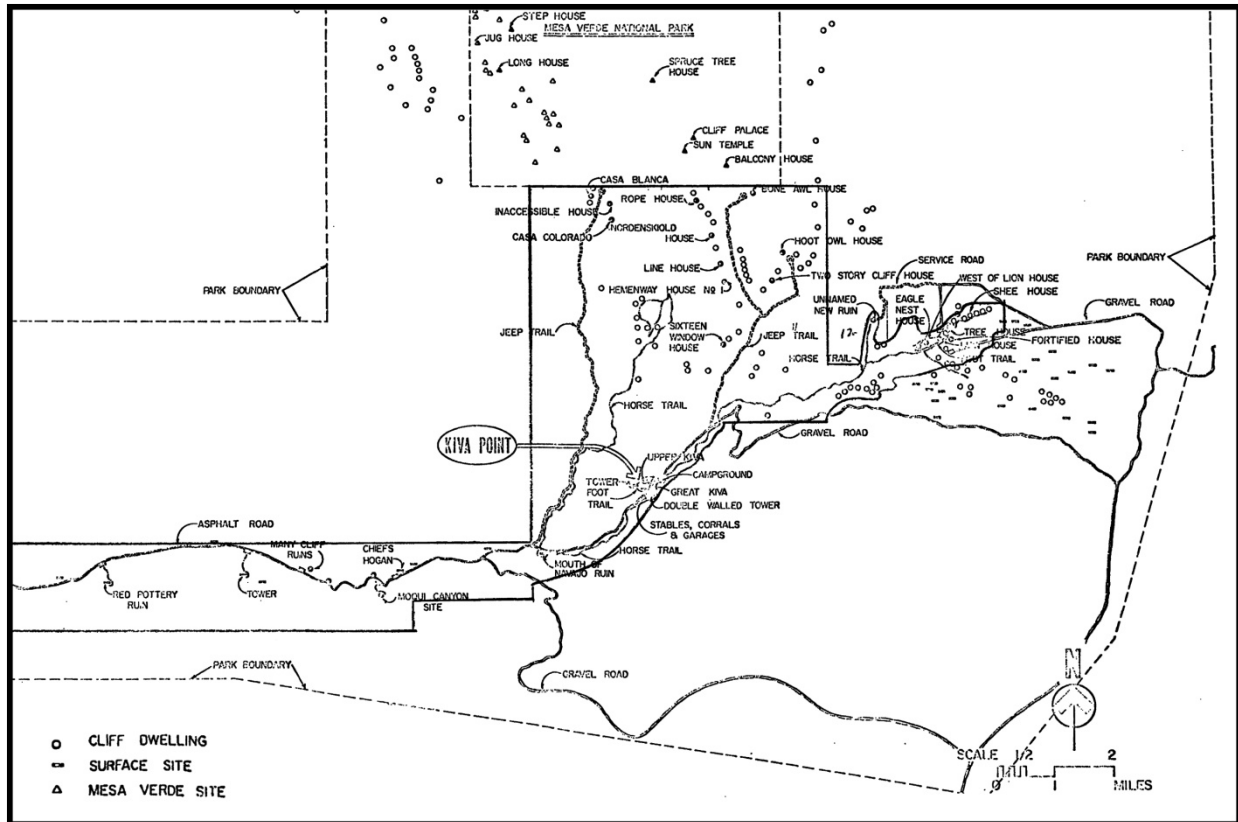 STEP HOUSE
MESA VERDE NATIONAL PARK
JUG HOUSE
LONG HOUSE
SPRUCE TREE
HOUSE
CLIFF PALACE
SUN TEMPLE
BALCONY HOUSE
CASA BLANCA
ROPE HOUSE
BONE AWL HOUSE
INACCESSIBLE HOUSE
CASA COLORADO
NORDENSKIOLD
HOUSE
HOOT OWL HOUSE
LINE HOUSE
TWO STORY CLIFF HOUSE
SERVICE ROAD
WEST OF LION HOUSE
SHEE HOUSE
PARK BOUNDARY
PARK BOUNDARY
HEMENWAY HOUSE No 1
UNNAMED
NEW RUIN
EAGLE
NEST
HOUSE
GRAVEL ROAD
JEEP TRAIL
SIXTEEN
WINDOW
HOUSE
JEEP TRAIL
12
TREE HOUSE
FORTIFIED HOUSE
HOUSE
TRAIL
HORSE TRAIL
HORSE TRAIL
GRAVEL ROAD
KIVA POINT
UPPER KIVA
CAMPGROUND
TOWER
FOOT
TRAIL
GREAT KIVA
DOUBLE WALLED TOWER
STABLES, CORRALS
& GARAGES
ASPHALT ROAD
MANY CLIFF
RUINS
CHIEFS
HOGAN
HORSE TRAIL
MOUTH OF
NAVAJO RUIN
RED POTTERY
RUIN
TOWER
MOQUI CANYON
SITE
PARK BOUNDARY
GRAVEL ROAD
N
CLIFF DWELLING
SURFACE SITE
MESA VERDE SITE
SCALE 1/2 2
0 1 MILES